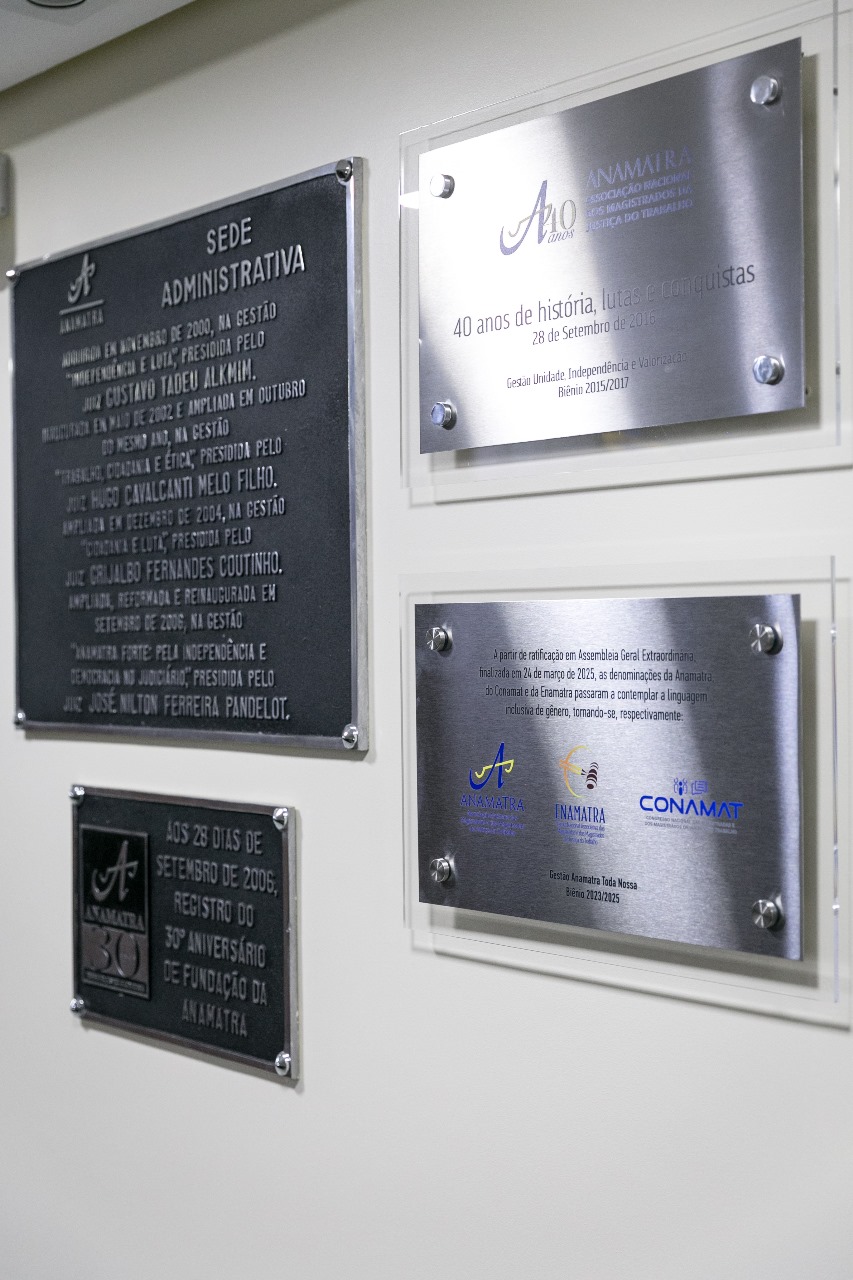 ANAMATRA
SEDE
ADMINISTRATIVA
ADQUIRIDA EM NOVEMBRO DE 2000, NA GESTÃO
"INDEPENDÊNCIA E LUTA", PRESIDIDA PELO
JUIZ GUSTAVO TADEU ALKMIM.
INAUGURADA EM MAIO DE 2002 E AMPLIADA EM OUTUBRO
DO MESMO ANO, NA GESTÃO
"TRABALHO, CIDADANIA E ÉTICA", PRESIDIDA PELO
JUIZ HUGO CAVALCANTI MELO FILHO.
AMPLIADA EM DEZEMBRO DE 2004, NA GESTÃO
"CIDADANIA E LUTA", PRESIDIDA PELO
JUIZ GRIJALBO FERNANDES COUTINHO.
AMPLIADA, REFORMADA E REINAUGURADA EM
SETEMBRO DE 2006, NA GESTÃO
"ANAMATRA FORTE: PELA INDEPENDÊNCIA E
DEMOCRACIA NO JUDICIÁRIO", PRESIDIDA PELO
JUIZ JOSÉ NILTON FERREIRA PANDELOT.
ANAMATRA
30
AOS 28 DIAS DE
SETEMBRO DE 2006,
REGISTRO DO
30º ANIVERSÁRIO
DE FUNDAÇÃO DA
ANAMATRA
A 40
anos
ANAMATRA
ASSOCIAÇÃO NACIONAL
DOS MAGISTRADOS DA
JUSTIÇA DO TRABALHO
40 anos de história, lutas e conquistas
28 de Setembro de 2016
Gestão Unidade, Independência e Valorização
Biênio 2015/2017
A partir de ratificação em Assembleia Geral Extraordinária,
finalizada em 24 de março de 2025, as denominações da Anamatra,
do Conamat e da Enamatra passaram a contemplar a linguagem
inclusiva de gênero, tornando-se, respectivamente:
ANAMATRA
ENAMATRA
CONAMAT
Gestão Anamatra Toda Nossa
Biênio 2023/2025